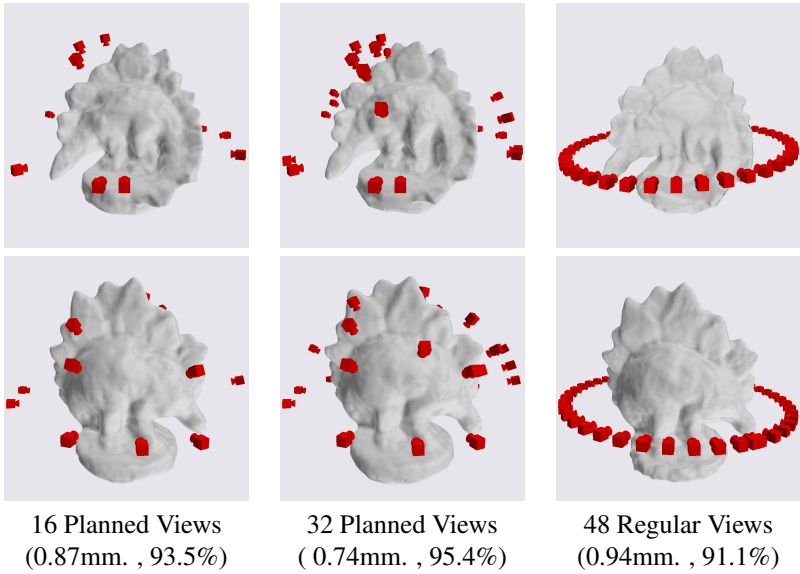 16 Planned Views
(0.87mm. , 93.5%)
32 Planned Views
( 0.74mm. , 95.4%)
48 Regular Views
(0.94mm. , 91.1%)